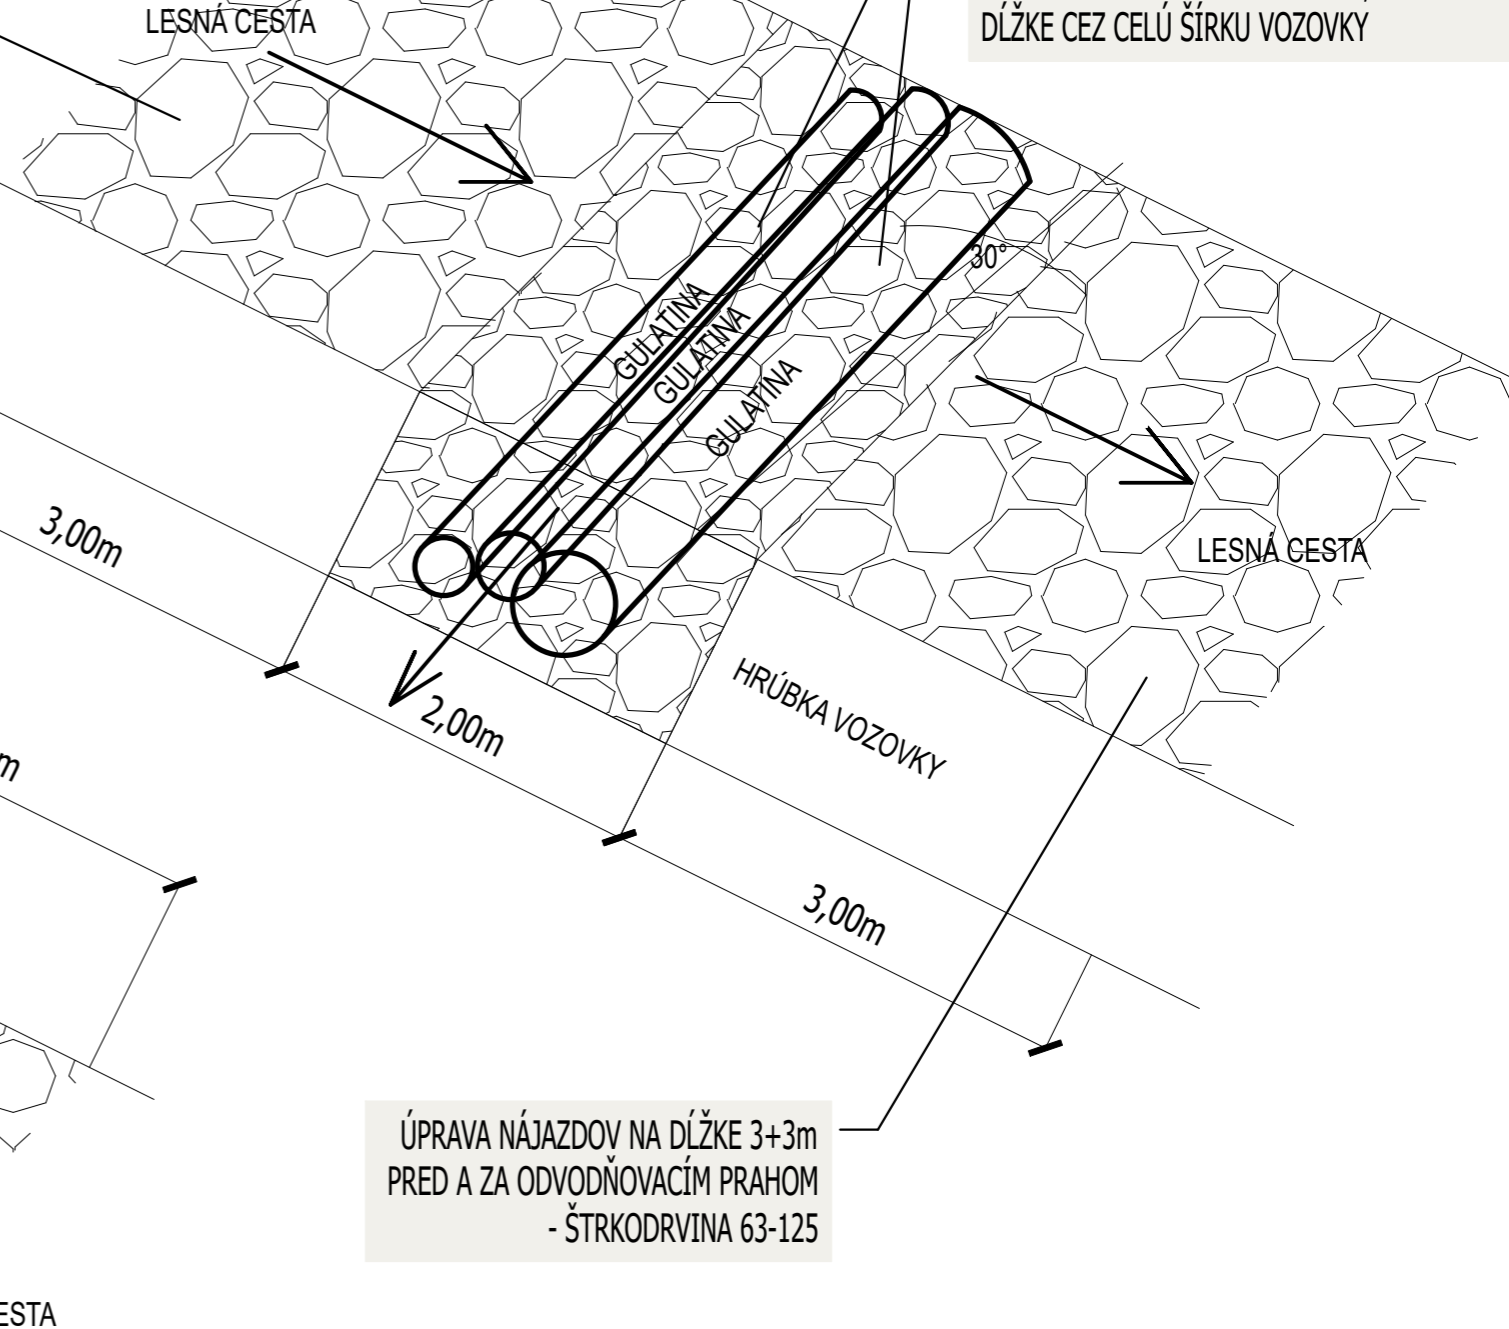 LESNÁ CESTA
DĹŽKE CEZ CELÚ ŠÍRKU VOZOVKY
30°
GULATINA
GULATINA
GULATINA
3,00m
LESNÁ CESTA
HRÚBKA VOZOVKY
2,00m
m
3,00m
ÚPRAVA NÁJAZDOV NA DĹŽKE 3+3m
PRED A ZA ODVODŇOVACÍM PRAHOM
- ŠTRKODRVINA 63-125
ESTA